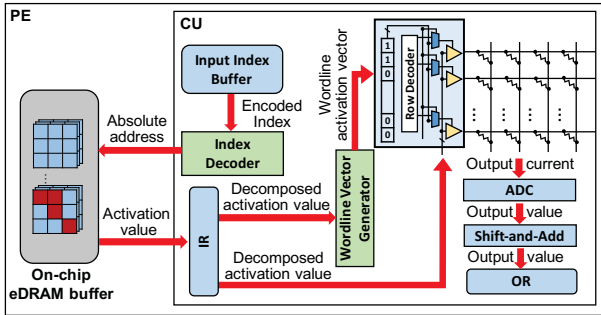 PE
CU
Input Index
Buffer
Encoded
Index
Absolute
address
Index
Decoder
Wordline
activation vector
1
1
0
0
0
Row Decoder
Activation
value
On-chip
eDRAM buffer
IR
Decomposed
activation value
Decomposed
activation value
Wordline Vector
Generator
Output current
ADC
Output value
Shift-and-Add
Output value
OR